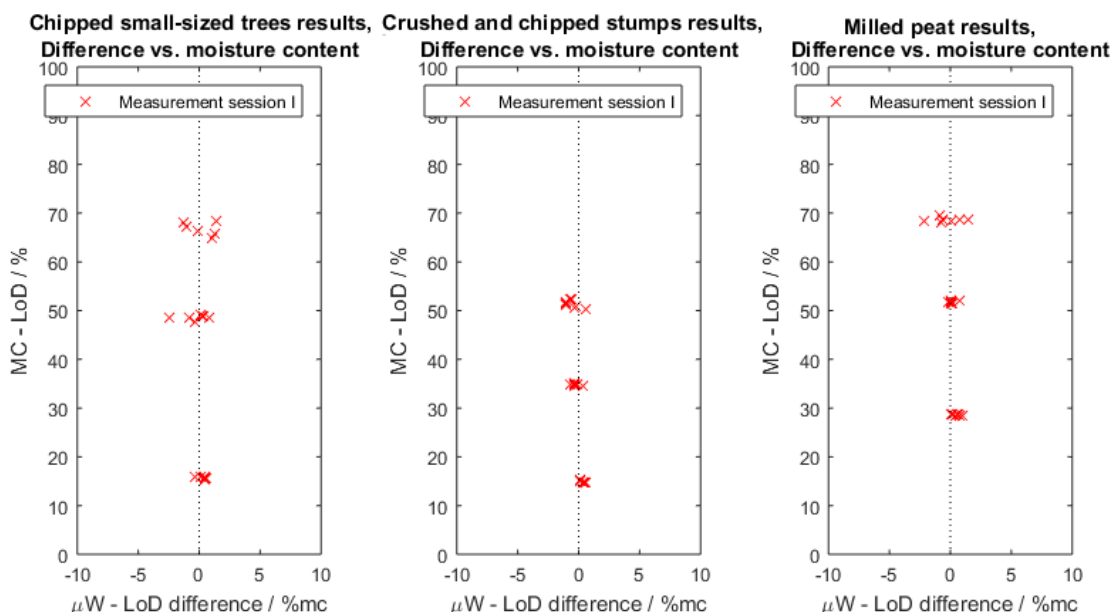 Chipped small-sized trees results,
Difference vs. moisture content
100
90
80
70
60
50
40
30
20
10
0
Measurement session I
MC - LoD / %
-10 -5 0 5 10
μW - LoD difference / %mc
Crushed and chipped stumps results,
Difference vs. moisture content
100
90
80
70
60
50
40
30
20
10
0
Measurement session I
MC - LoD / %
-10 -5 0 5 10
μW - LoD difference / %mc
Milled peat results,
Difference vs. moisture content
100
90
80
70
60
50
40
30
20
10
0
Measurement session I
MC - LoD / %
-10 -5 0 5 10
μW - LoD difference / %mc